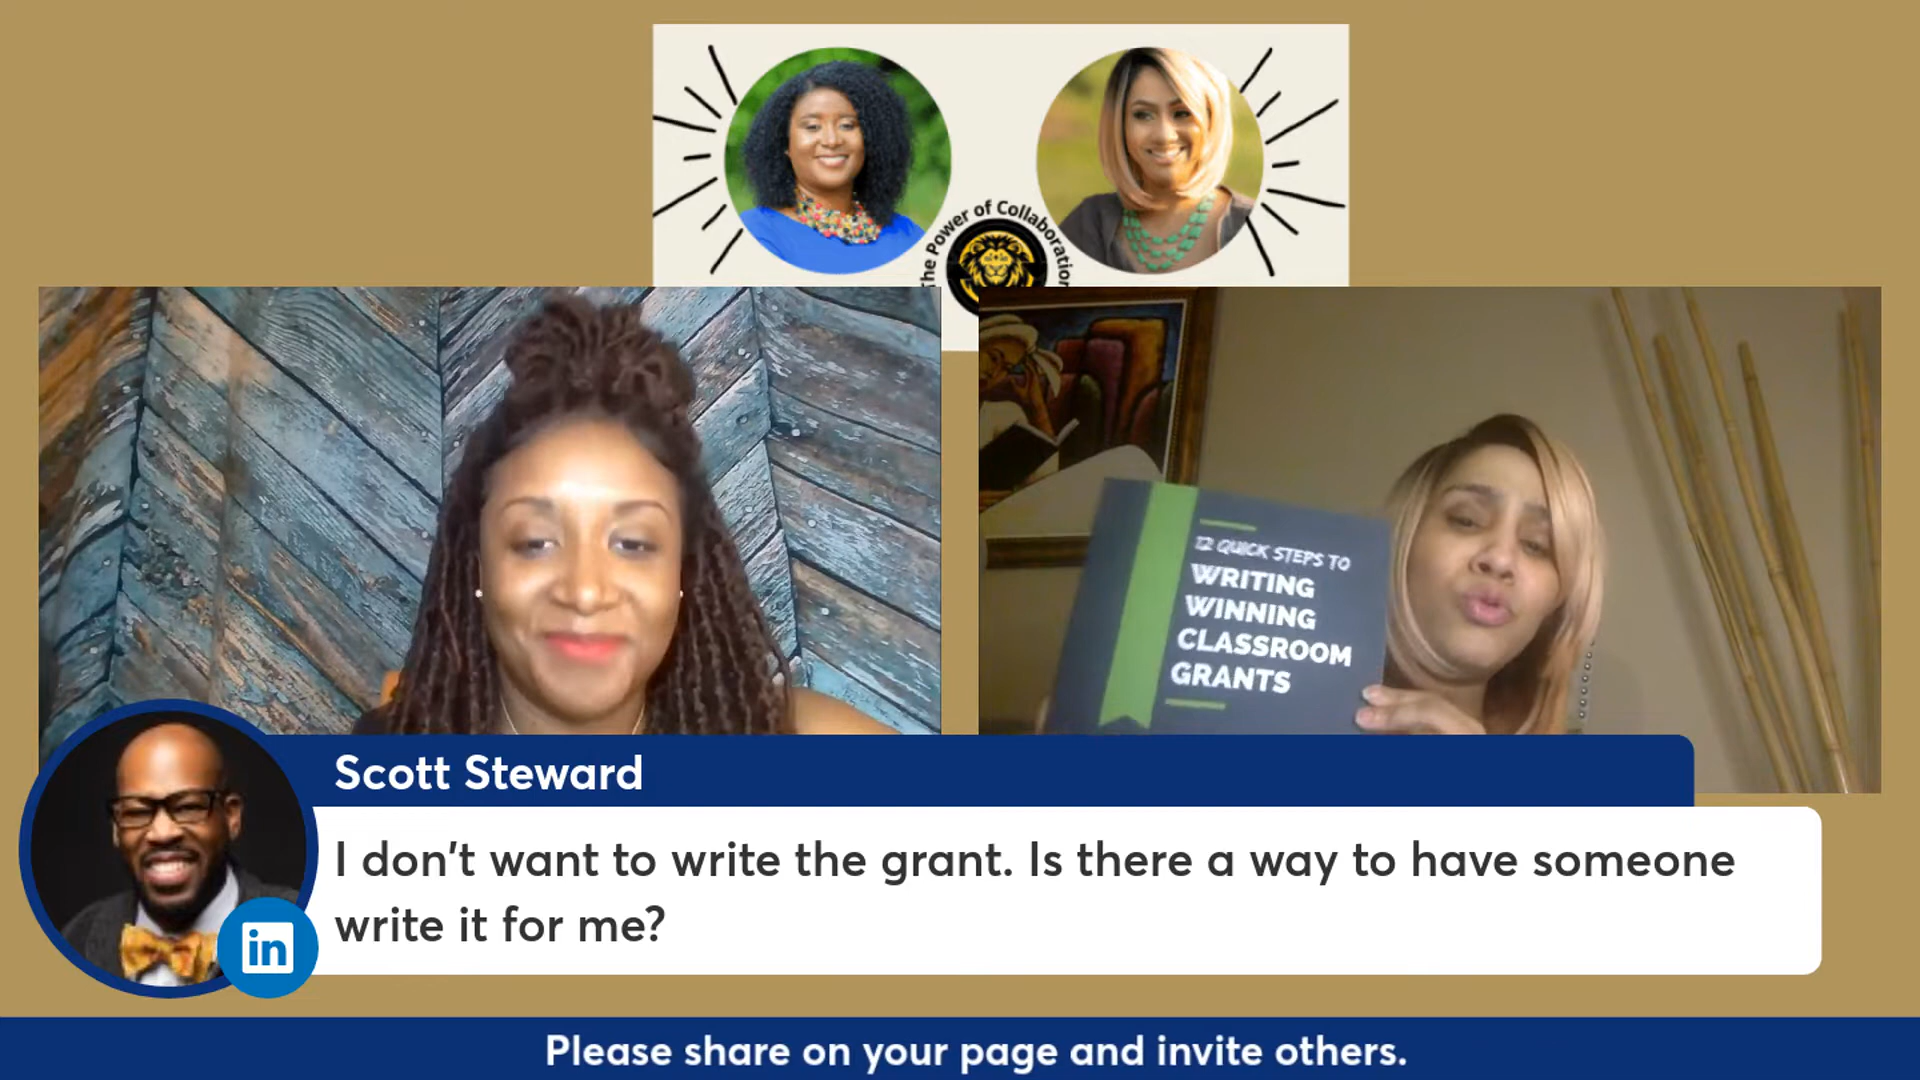 The Power of Collaboration
12 QUICK STEPS TO
WRITING
WINNING
CLASSROOM
GRANTS
Scott Steward
I don't want to write the grant. Is there a way to have someone
write it for me?
in
Please share on your page and invite others.